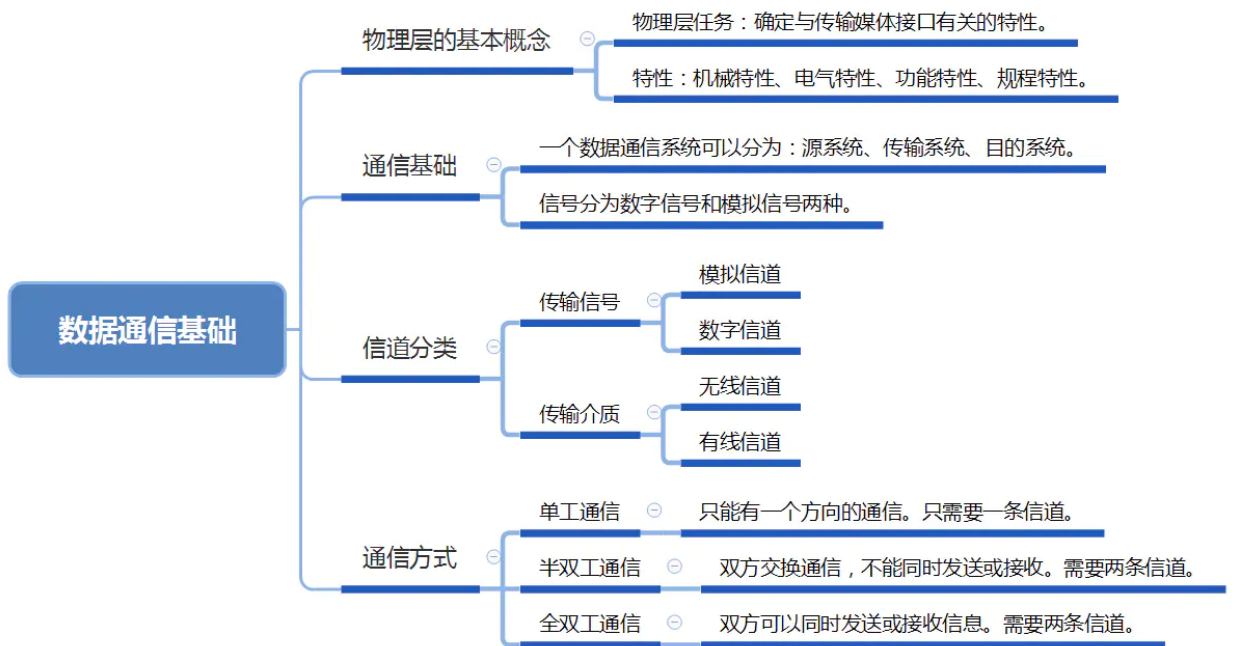 数据通信基础
物理层的基本概念
物理层任务：确定与传输媒体接口有关的特性。
特性：机械特性、电气特性、功能特性、规程特性。
通信基础
一个数据通信系统可以分为：源系统、传输系统、目的系统。
信号分为数字信号和模拟信号两种。
信道分类
传输信号
模拟信道
数字信道
传输介质
无线信道
有线信道
通信方式
单工通信
只能有一个方向的通信。只需要一条信道。
半双工通信
双方交换通信，不能同时发送或接收。需要两条信道。
全双工通信
双方可以同时发送或接收信息。需要两条信道。